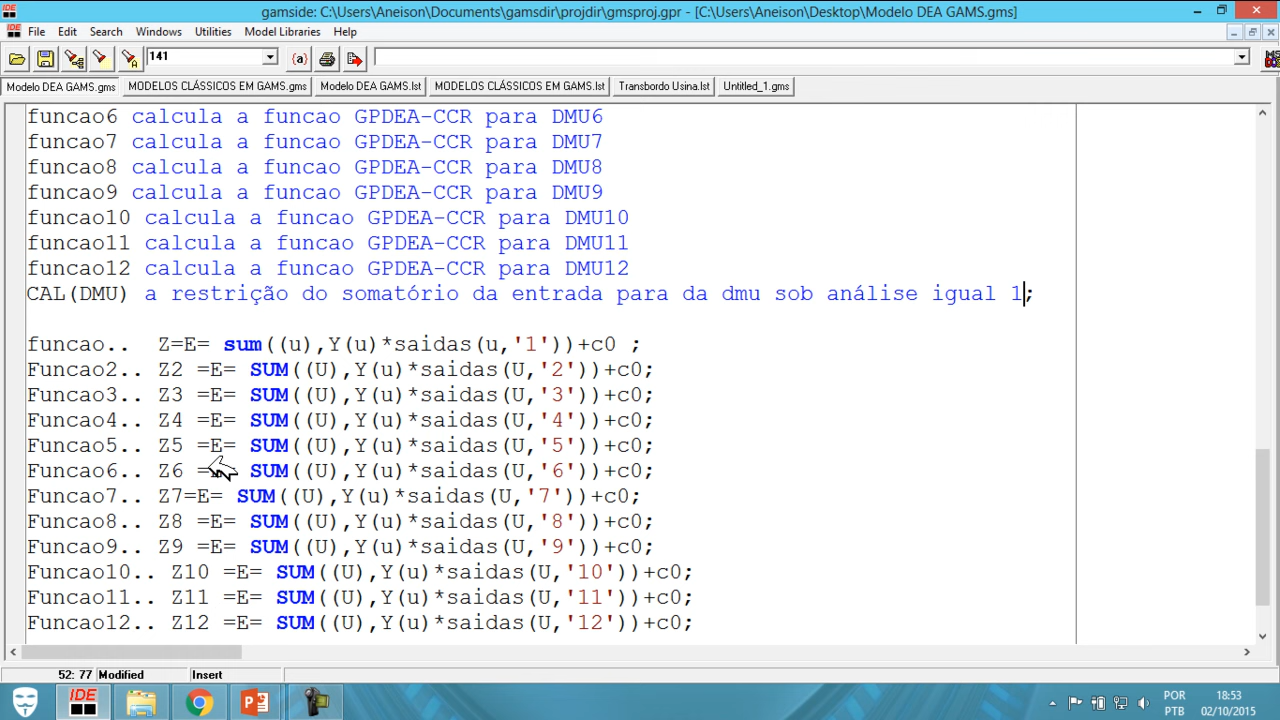 gamside: C:\Users\Aneison\Documents\gamsdir\projdir\gmsproj.gpr - [C:\Users\Aneison\Desktop\Modelo DEA GAMS.gms]
IDE File Edit Search Windows Utilities Model Libraries Help
141 {a}
Modelo DEA GAMS.gms MODELOS CLÁSSICOS EM GAMS.gms Modelo DEA GAMS.lst MODELOS CLÁSSICOS EM GAMS.lst Transbordo Usina.lst Untitled_1.gms
funcao6 calcula a funcao GPDEA-CCR para DMU6
funcao7 calcula a funcao GPDEA-CCR para DMU7
funcao8 calcula a funcao GPDEA-CCR para DMU8
funcao9 calcula a funcao GPDEA-CCR para DMU9
funcao10 calcula a funcao GPDEA-CCR para DMU10
funcao11 calcula a funcao GPDEA-CCR para DMU11
funcao12 calcula a funcao GPDEA-CCR para DMU12
CAL(DMU) a restrição do somatório da entrada para da dmu sob análise igual 1;
funcao.. Z=E= sum((u),Y(u)*saidas(u,'1'))+c0 ;
Funcao2.. Z2 =E= SUM((U),Y(u)*saidas(U,'2'))+c0;
Funcao3.. Z3 =E= SUM((U),Y(u)*saidas(U,'3'))+c0;
Funcao4.. Z4 =E= SUM((U),Y(u)*saidas(U,'4'))+c0;
Funcao5.. Z5 =E= SUM((U),Y(u)*saidas(U,'5'))+c0;
Funcao6.. Z6 =E= SUM((U),Y(u)*saidas(U,'6'))+c0;
Funcao7.. Z7=E= SUM((U),Y(u)*saidas(U,'7'))+c0;
Funcao8.. Z8 =E= SUM((U),Y(u)*saidas(U,'8'))+c0;
Funcao9.. Z9 =E= SUM((U),Y(u)*saidas(U,'9'))+c0;
Funcao10.. Z10 =E= SUM((U),Y(u)*saidas(U,'10'))+c0;
Funcao11.. Z11 =E= SUM((U),Y(u)*saidas(U,'11'))+c0;
Funcao12.. Z12 =E= SUM((U),Y(u)*saidas(U,'12'))+c0;
52: 77 Modified Insert
IDE POR 18:53
PTB 02/10/2015